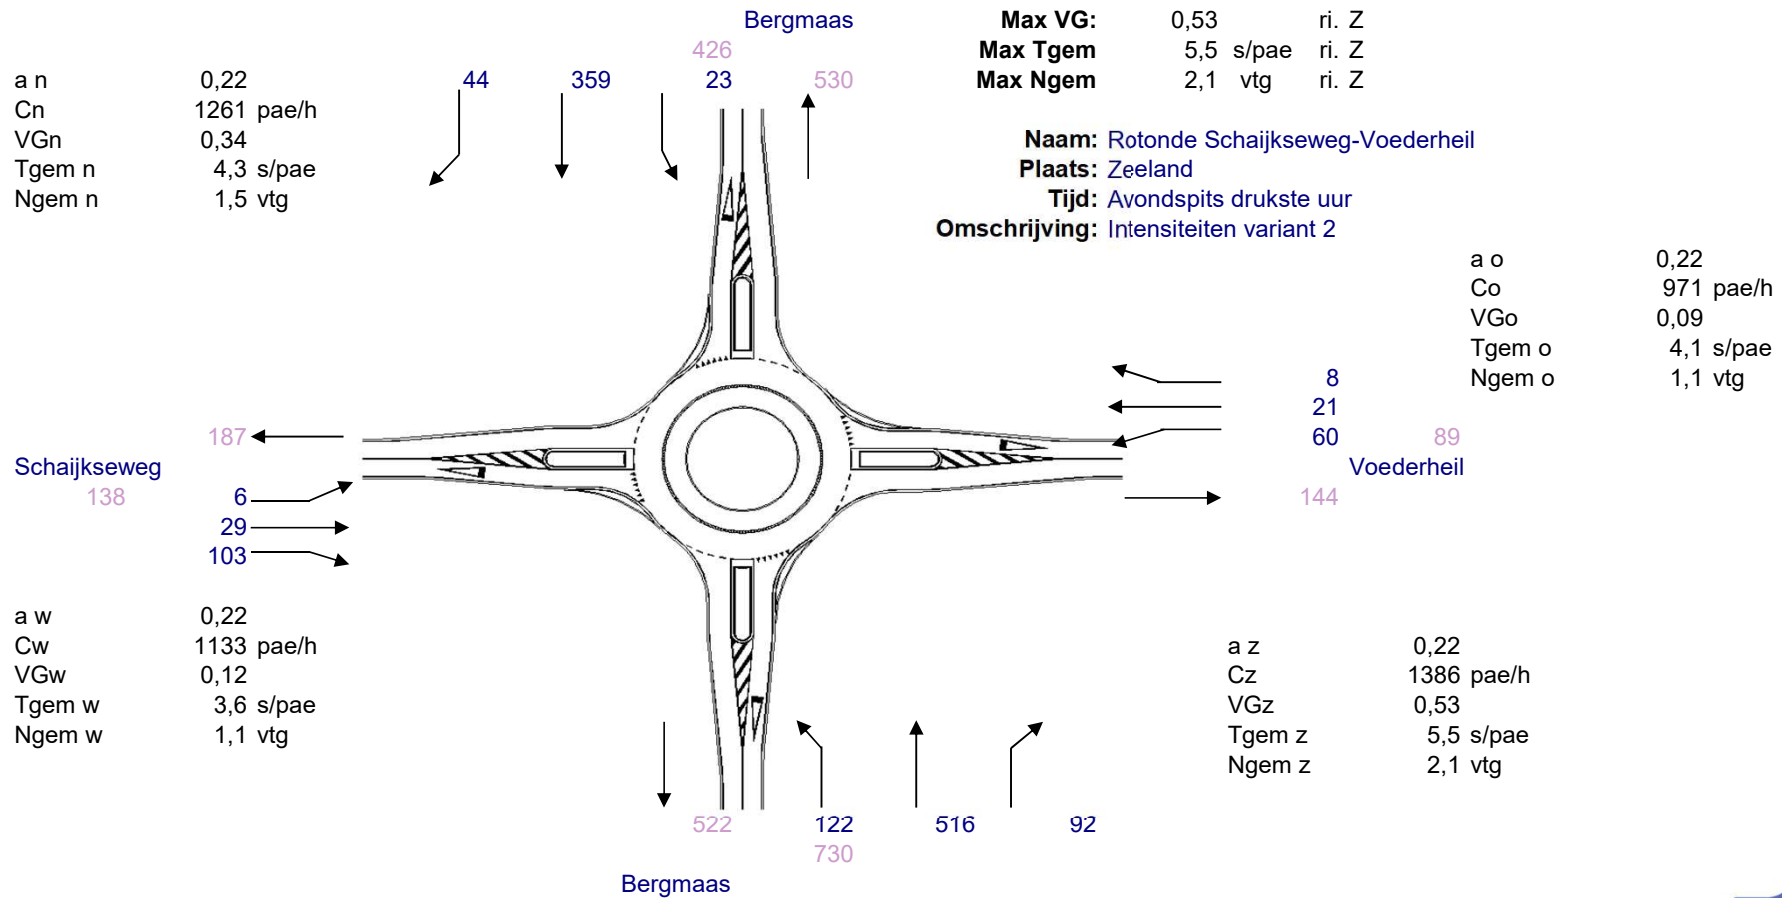 Bergmaas
426
44 359 23 530
a n 0,22
Cn 1261 pae/h
VGn 0,34
Tgem n 4,3 s/pae
Ngem n 1,5 vtg
Max VG: 0,53 ri. Z
Max Tgem 5,5 s/pae ri. Z
Max Ngem 2,1 vtg ri. Z
Naam: Rotonde Schaijkseweg-Voederheil
Plaats: Zeeland
Tijd: Avondspits drukste uur
Omschrijving: Intensiteiten variant 2
a o 0,22
Co 971 pae/h
VGo 0,09
Tgem o 4,1 s/pae
Ngem o 1,1 vtg
8
21
60 89
Voederheil
144
187
Schaijkseweg
138 6
29
103
a w 0,22
Cw 1133 pae/h
VGw 0,12
Tgem w 3,6 s/pae
Ngem w 1,1 vtg
a z 0,22
Cz 1386 pae/h
VGz 0,53
Tgem z 5,5 s/pae
Ngem z 2,1 vtg
522 122 516 92
730
Bergmaas